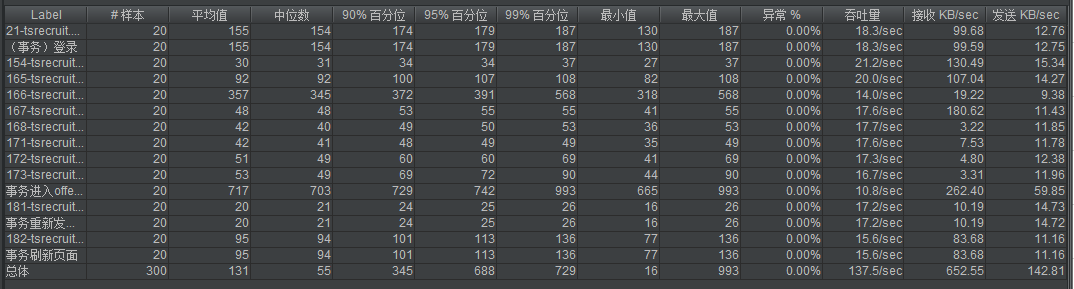 Label # 样本 平均值 中位数 90% 百分位 95% 百分位 99% 百分位 最小值 最大值 异常 % 吞吐量 接收 KB/sec 发送 KB/sec
21-tsrecruit.... 20 155 154 174 179 187 130 187 0.00% 18.3/sec 99.68 12.76
（事务）登录 20 155 154 174 179 187 130 187 0.00% 18.3/sec 99.59 12.75
154-tsrecruit... 20 30 31 34 34 37 27 37 0.00% 21.2/sec 130.49 15.34
165-tsrecruit... 20 92 92 100 107 108 82 108 0.00% 20.0/sec 107.04 14.27
166-tsrecruit... 20 357 345 372 391 568 318 568 0.00% 14.0/sec 19.22 9.38
167-tsrecruit... 20 48 48 53 55 55 41 55 0.00% 17.6/sec 180.62 11.43
168-tsrecruit... 20 42 40 49 50 53 36 53 0.00% 17.7/sec 3.22 11.85
171-tsrecruit... 20 42 41 48 49 49 35 49 0.00% 17.6/sec 7.53 11.78
172-tsrecruit... 20 51 49 60 60 69 41 69 0.00% 17.3/sec 4.80 12.38
173-tsrecruit... 20 53 49 69 72 90 44 90 0.00% 16.7/sec 3.31 11.96
事务进入offe... 20 717 703 729 742 993 665 993 0.00% 10.8/sec 262.40 59.85
181-tsrecruit... 20 20 21 24 25 26 16 26 0.00% 17.2/sec 10.19 14.73
事务重新发... 20 20 21 24 25 26 16 26 0.00% 17.2/sec 10.19 14.72
182-tsrecruit... 20 95 94 101 113 136 77 136 0.00% 15.6/sec 83.68 11.16
事务刷新页面 20 95 94 101 113 136 77 136 0.00% 15.6/sec 83.68 11.16
总体 300 131 55 345 688 729 16 993 0.00% 137.5/sec 652.55 142.81